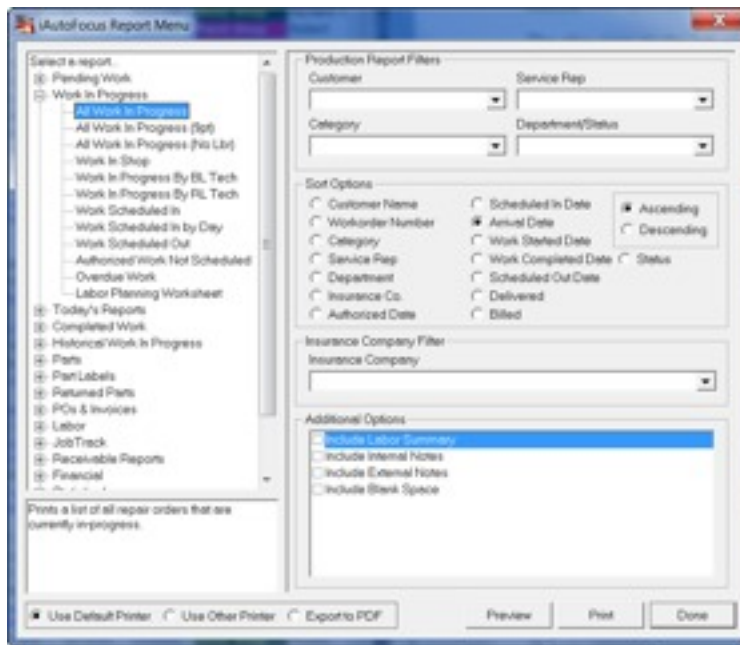 iAutoFocus Report Menu
Select a report...
Pending Work
Work In Progress
All Work In Progress
All Work In Progress (Spt)
All Work In Progress (No Lbr)
Work In Shop
Work In Progress By BL Tech
Work In Progress By RL Tech
Work Scheduled In
Work Scheduled In by Day
Work Scheduled Out
Authorized Work Not Scheduled
Overdue Work
Labor Planning Worksheet
Today's Reports
Completed Work
Historical Work In Progress
Parts
Part Labels
Returned Parts
POs & Invoices
Labor
JobTrack
Receivable Reports
Financial
Prints a list of all repair orders that are
currently in-progress.
Production Report Filters
Customer Service Rep
Category Department/Status
Sort Options
Customer Name Scheduled In Date Ascending
Workorder Number Arrival Date Descending
Category Work Started Date
Service Rep Work Completed Date Status
Department Scheduled Out Date
Insurance Co. Delivered
Authorized Date Billed
Insurance Company Filter
Insurance Company
Additional Options
Include Labor Summary
Include Internal Notes
Include External Notes
Include Blank Space
Use Default Printer Use Other Printer Export to PDF Preview Print Done